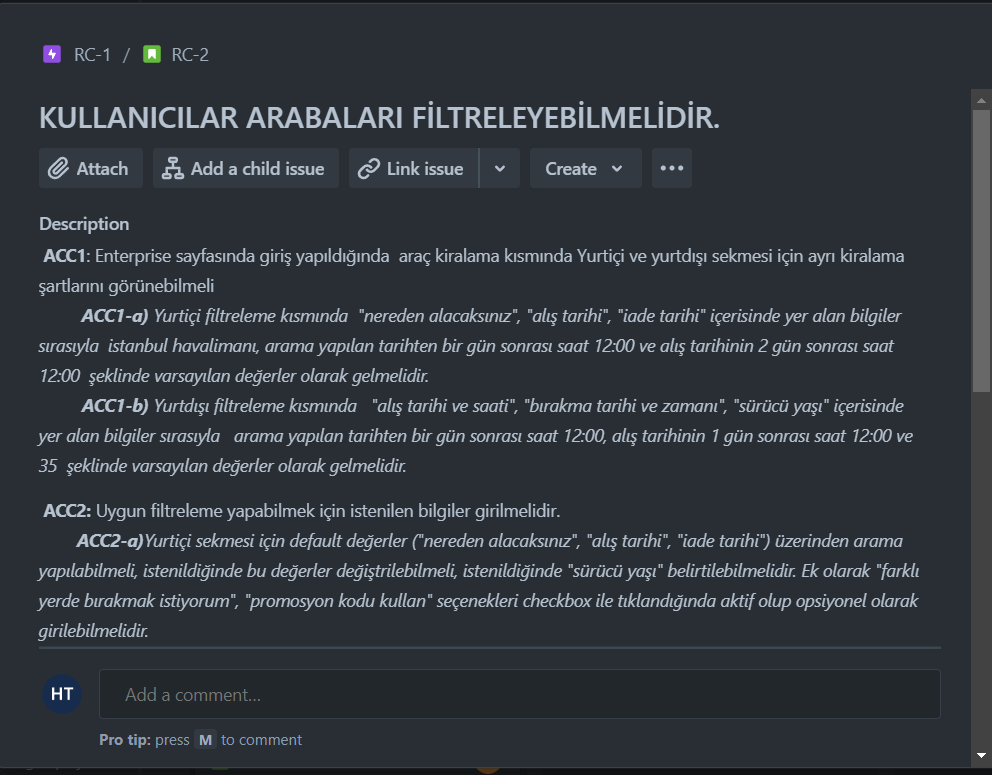 RC-1 / RC-2
KULLANICILAR ARABALARI FİLTRELEYEBİLMELİDİR.
Attach Add a child issue Link issue Create
Description
ACC1: Enterprise sayfasında giriş yapıldığında araç kiralama kısmında Yurtiçi ve yurtdışı sekmesi için ayrı kiralama
şartlarını görünebilmeli
ACC1-a) Yurtiçi filtreleme kısmında "nereden alacaksınız", "alış tarihi", "iade tarihi" içerisinde yer alan bilgiler
sırasıyla istanbul havalimanı, arama yapılan tarihten bir gün sonrası saat 12:00 ve alış tarihinin 2 gün sonrası saat
12:00 şeklinde varsayılan değerler olarak gelmelidir.
ACC1-b) Yurtdışı filtreleme kısmında "alış tarihi ve saati", "bırakma tarihi ve zamanı", "sürücü yaşı" içerisinde
yer alan bilgiler sırasıyla arama yapılan tarihten bir gün sonrası saat 12:00, alış tarihinin 1 gün sonrası saat 12:00 ve
35 şeklinde varsayılan değerler olarak gelmelidir.
ACC2: Uygun filtreleme yapabilmek için istenilen bilgiler girilmelidir.
ACC2-a)Yurtiçi sekmesi için default değerler ("nereden alacaksınız", "alış tarihi", "iade tarihi") üzerinden arama
yapılabilmeli, istenildiğinde bu değerler değiştrilebilmeli, istenildiğinde "sürücü yaşı" belirtilebilmelidir. Ek olarak "farklı
yerde bırakmak istiyorum", "promosyon kodu kullan" seçenekleri checkbox ile tıklandığında aktif olup opsiyonel olarak
girilebilmelidir.
HT Add a comment...
Pro tip: press M to comment